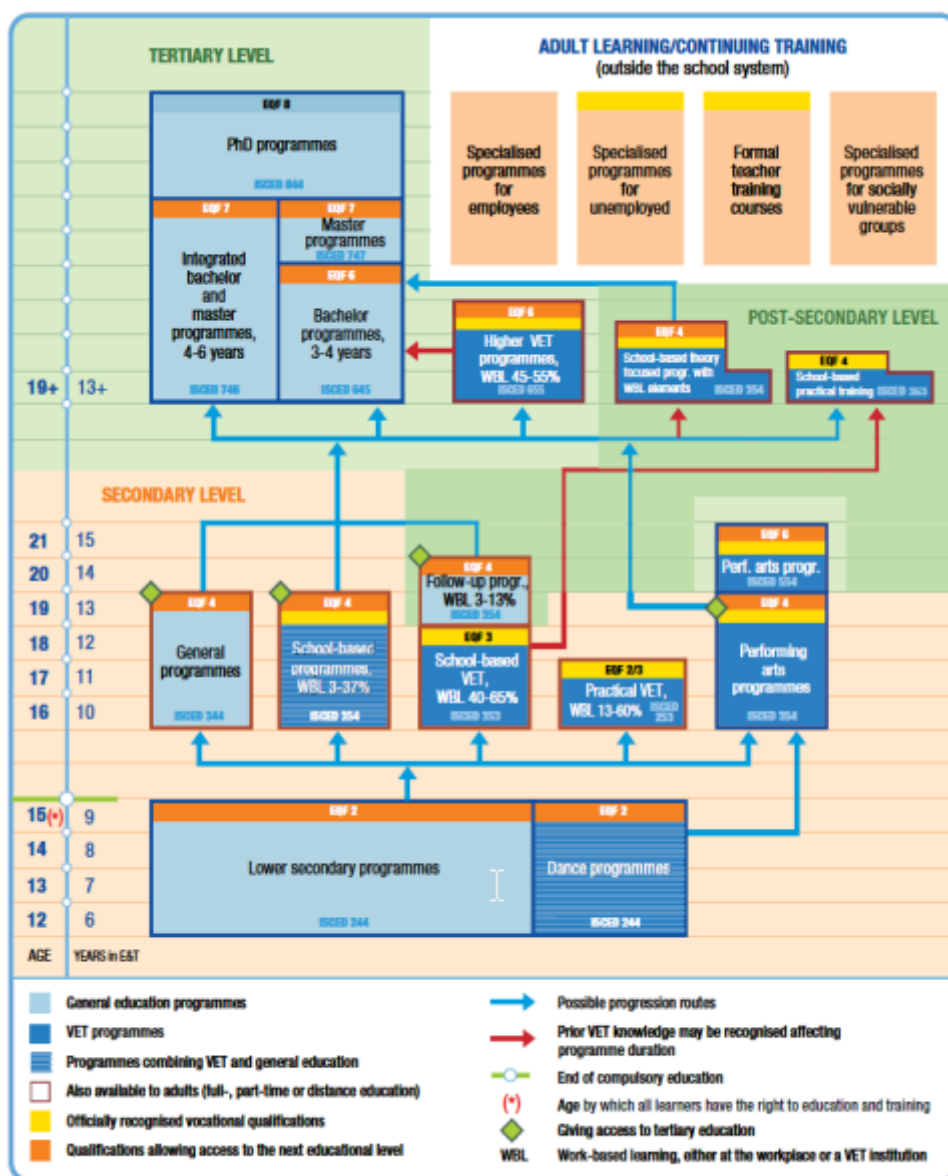 TERTIARY LEVEL
ADULT LEARNING/CONTINUING TRAINING
(outside the school system)
EQF 8
PhD programmes
ISCED 844
Specialised
programmes
for
employees
Specialised
programmes
for
unemployed
Formal
teacher
training
courses
Specialised
programmes
for socially
vulnerable
groups
EQF 7
Integrated
bachelor
and
master
programmes,
4-6 years
ISCED 746
EQF 7
Master
programmes
ISCED 747
EQF 6
Bachelor
programmes,
3-4 years
ISCED 645
EQF 6
Higher VET
programmes,
WBL 45-55%
ISCED 655
POST-SECONDARY LEVEL
EQF 4
School-based theory
focused progr. with
WBL elements
ISCED 354
EQF 4
School-based
practical training
ISCED 353
19+ 13+
SECONDARY LEVEL
21 15
20 14
19 13
18 12
17 11
16 10
EQF 4
General
programmes
ISCED 344
EQF 4
School-based
programmes,
WBL 3-37%
ISCED 354
EQF 4
Follow-up progr.,
WBL 3-13%
ISCED 354
EQF 3
School-based
VET,
WBL 40-65%
ISCED 353
EQF 2/3
Practical VET,
WBL 13-60%
ISCED
253
EQF 5
Perf. arts progr.
ISCED 554
EQF 4
Performing
arts
programmes
ISCED 354
15(*) 9
14 8
13 7
12 6
AGE YEARS in E&T
EQF 2
Lower secondary programmes
ISCED 244
EQF 2
Dance programmes
ISCED 244
General education programmes
VET programmes
Programmes combining VET and general education
Also available to adults (full-, part-time or distance education)
Officially recognised vocational qualifications
Qualifications allowing access to the next educational level
Possible progression routes
Prior VET knowledge may be recognised affecting
programme duration
End of compulsory education
(*) Age by which all learners have the right to education and training
Giving access to tertiary education
WBL Work-based learning, either at the workplace or a VET institution